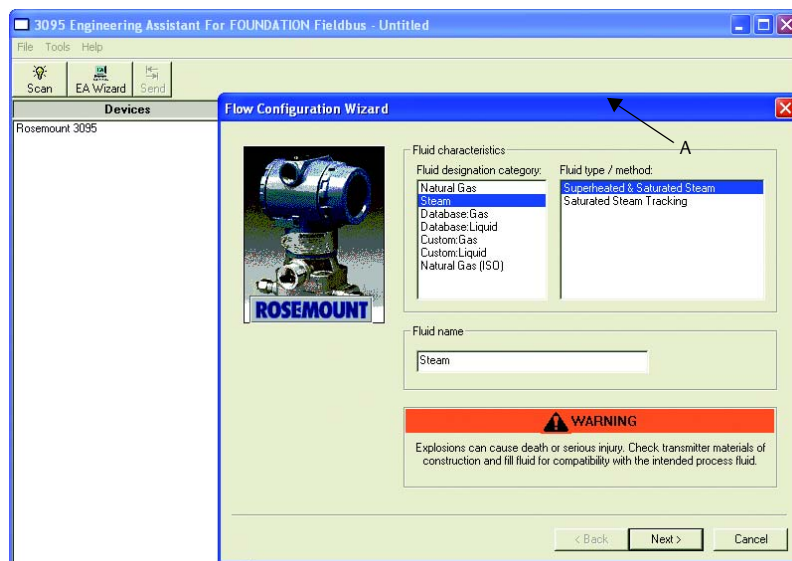 3095 Engineering Assistant For FOUNDATION Fieldbus - Untitled
File Tools Help
Scan EA Wizard Send
Devices
Rosemount 3095
Flow Configuration Wizard
A
Fluid characteristics
Fluid designation category:
Natural Gas
Steam
Database:Gas
Database:Liquid
Custom:Gas
Custom:Liquid
Natural Gas (ISO)
Fluid type / method:
Superheated & Saturated Steam
Saturated Steam Tracking
ROSEMOUNT
Fluid name
Steam
WARNING
Explosions can cause death or serious injury. Check transmitter materials of
construction and fill fluid for compatibility with the intended process fluid.
< Back Next > Cancel